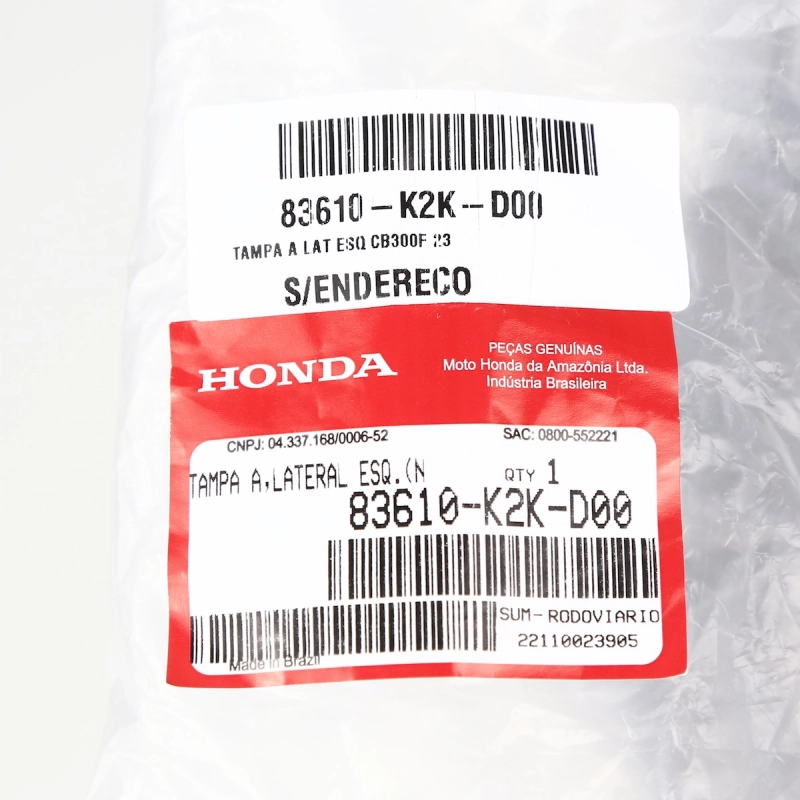 83610-K2K-D00
TAMPA A LAT ESQ CB300F 23
S/ENDERECO
HONDA
PEÇAS GENUÍNAS
Moto Honda da Amazônia Ltda.
Indústria Brasileira
CNPJ: 04.337.168/0006-52
SAC: 0800-552221
TAMPA A,LATERAL ESQ.(N
QTY 1
83610-K2K-D00
SUM-RODOVIARIO
22110023905
Made in Brazil